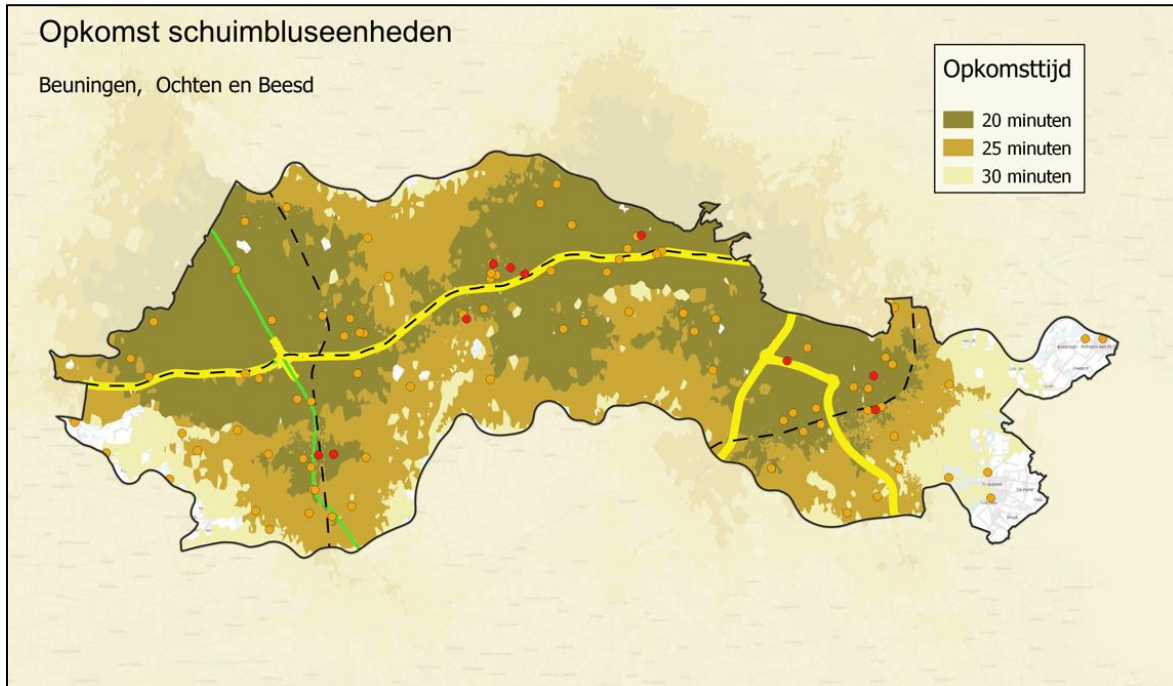 Opkomst schuimbluseenheden
Beuningen, Ochten en Beesd
Opkomsttijd
20 minuten
25 minuten
30 minuten